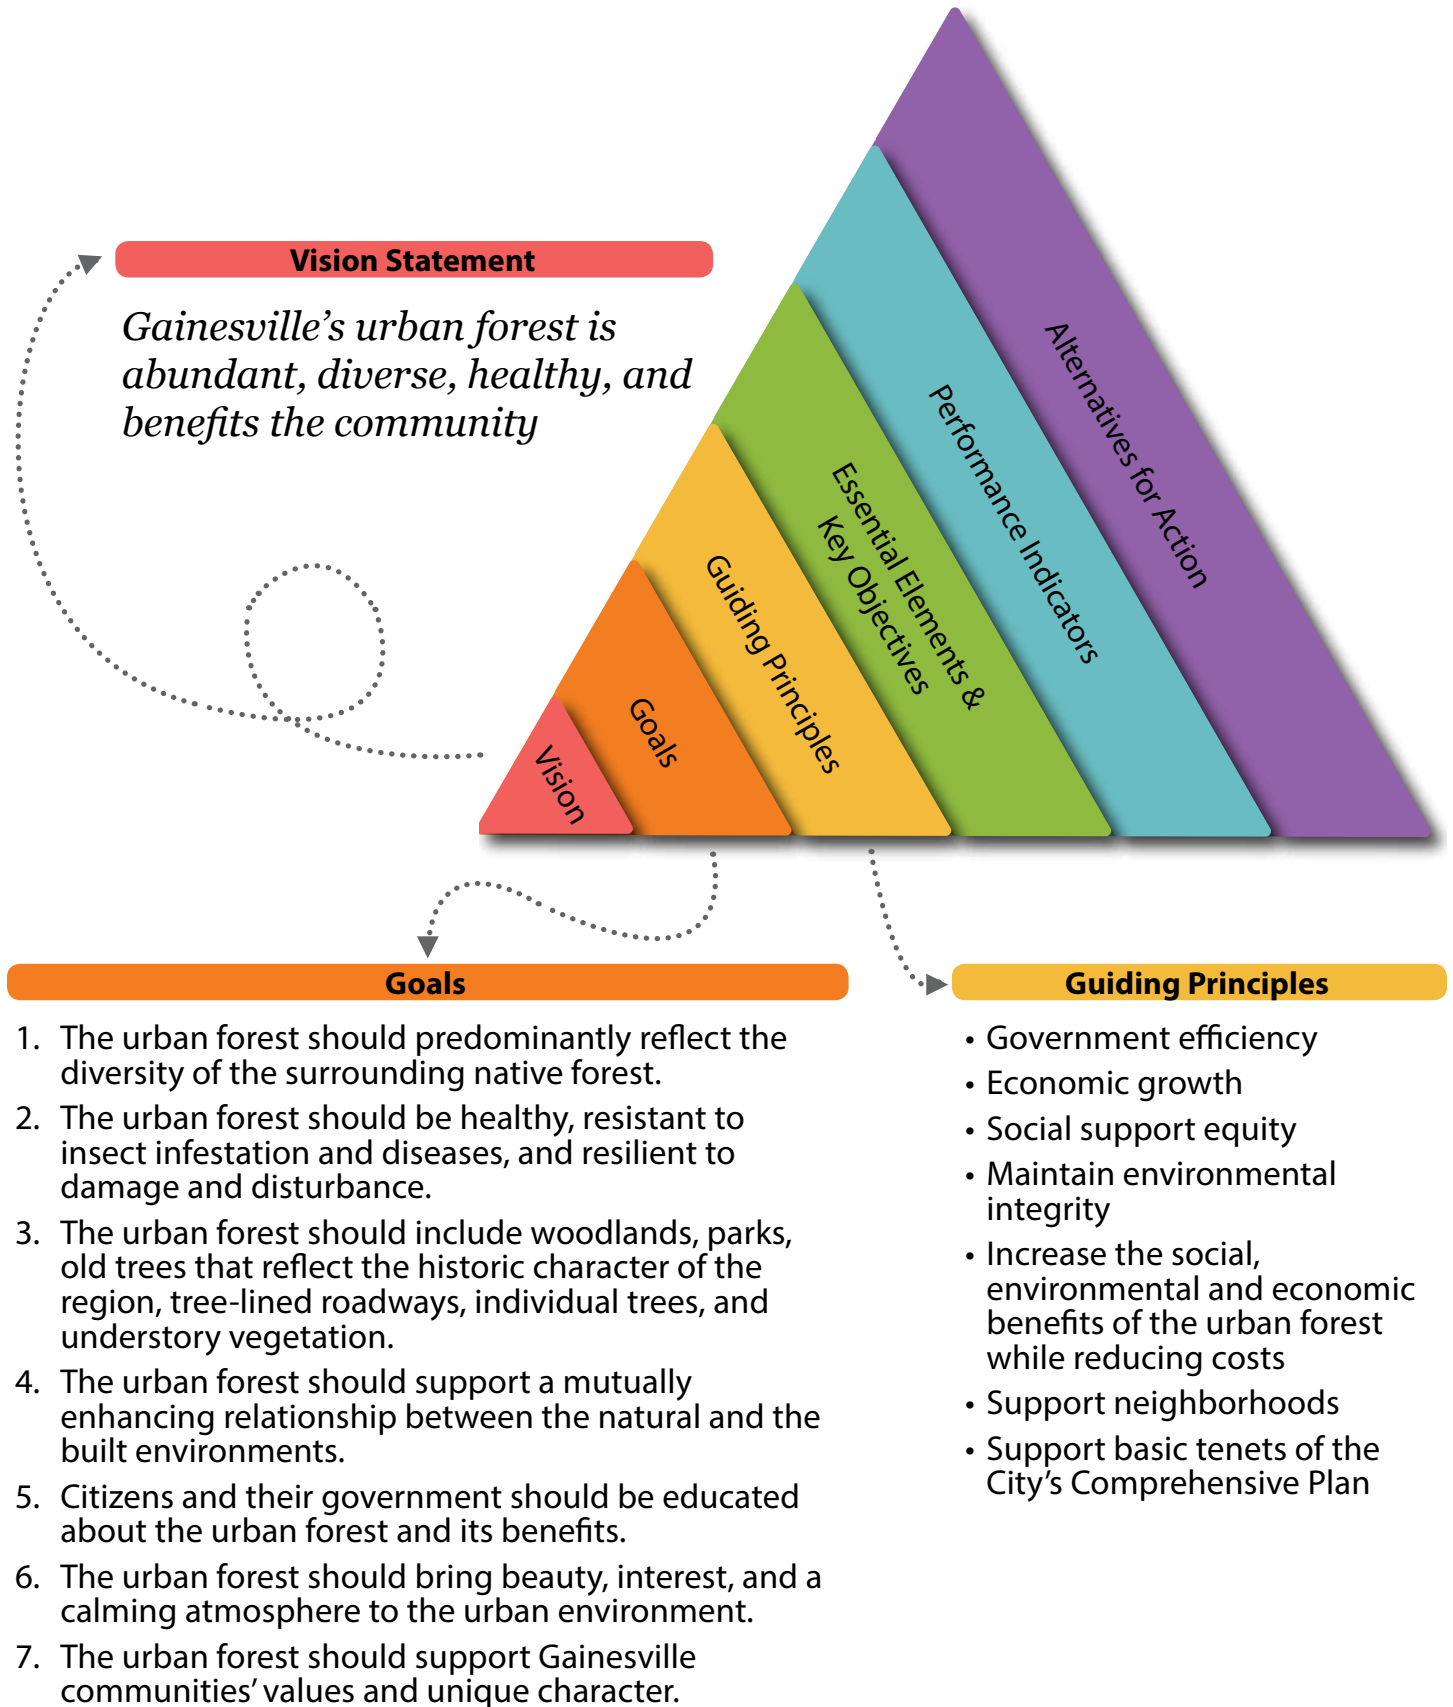 Vision Statement
Gainesville’s urban forest is
abundant, diverse, healthy, and
benefits the community
Vision
Goals
Guiding Principles
Essential Elements &
Key Objectives
Performance Indicators
Alternatives for Action
Goals
1. The urban forest should predominantly reflect the
diversity of the surrounding native forest.
2. The urban forest should be healthy, resistant to
insect infestation and diseases, and resilient to
damage and disturbance.
3. The urban forest should include woodlands, parks,
old trees that reflect the historic character of the
region, tree-lined roadways, individual trees, and
understory vegetation.
4. The urban forest should support a mutually
enhancing relationship between the natural and the
built environments.
5. Citizens and their government should be educated
about the urban forest and its benefits.
6. The urban forest should bring beauty, interest, and a
calming atmosphere to the urban environment.
7. The urban forest should support Gainesville
communities’ values and unique character.
Guiding Principles
• Government efficiency
• Economic growth
• Social support equity
• Maintain environmental
integrity
• Increase the social,
environmental and economic
benefits of the urban forest
while reducing costs
• Support neighborhoods
• Support basic tenets of the
City’s Comprehensive Plan